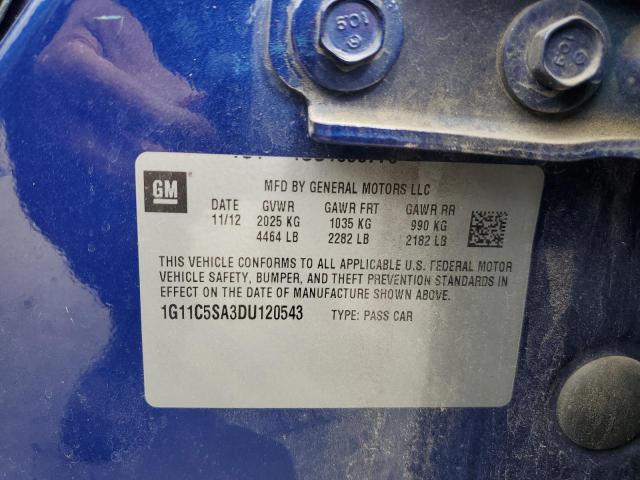 GM
MFD BY GENERAL MOTORS LLC
DATE GVWR GAWR FRT GAWR RR
11/12 2025 KG 1035 KG 990 KG
4464 LB 2282 LB 2182 LB
THIS VEHICLE CONFORMS TO ALL APPLICABLE U.S. FEDERAL MOTOR
VEHICLE SAFETY, BUMPER, AND THEFT PREVENTION STANDARDS IN
EFFECT ON THE DATE OF MANUFACTURE SHOWN ABOVE.
1G11C5SA3DU120543 TYPE: PASS CAR